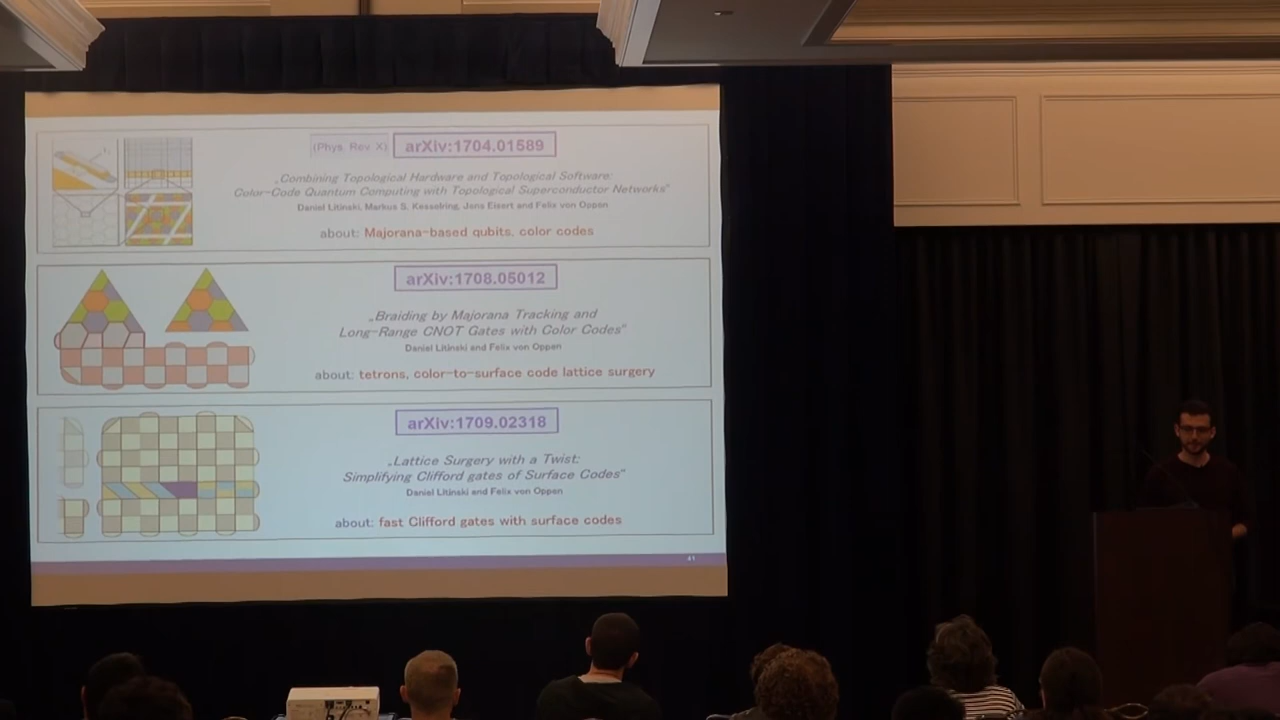 (Phys. Rev. X) arXiv:1704.01589
„Combining Topological Hardware and Topological Software:
Color-Code Quantum Computing with Topological Superconductor Networks"
Daniel Litinski, Markus S. Kesselring, Jens Eisert and Felix von Oppen
about: Majorana-based qubits, color codes
arXiv:1708.05012
„Braiding by Majorana Tracking and
Long-Range CNOT Gates with Color Codes"
Daniel Litinski and Felix von Oppen
about: tetrons, color-to-surface code lattice surgery
arXiv:1709.02318
„Lattice Surgery with a Twist:
Simplifying Clifford gates of Surface Codes"
Daniel Litinski and Felix von Oppen
about: fast Clifford gates with surface codes
41